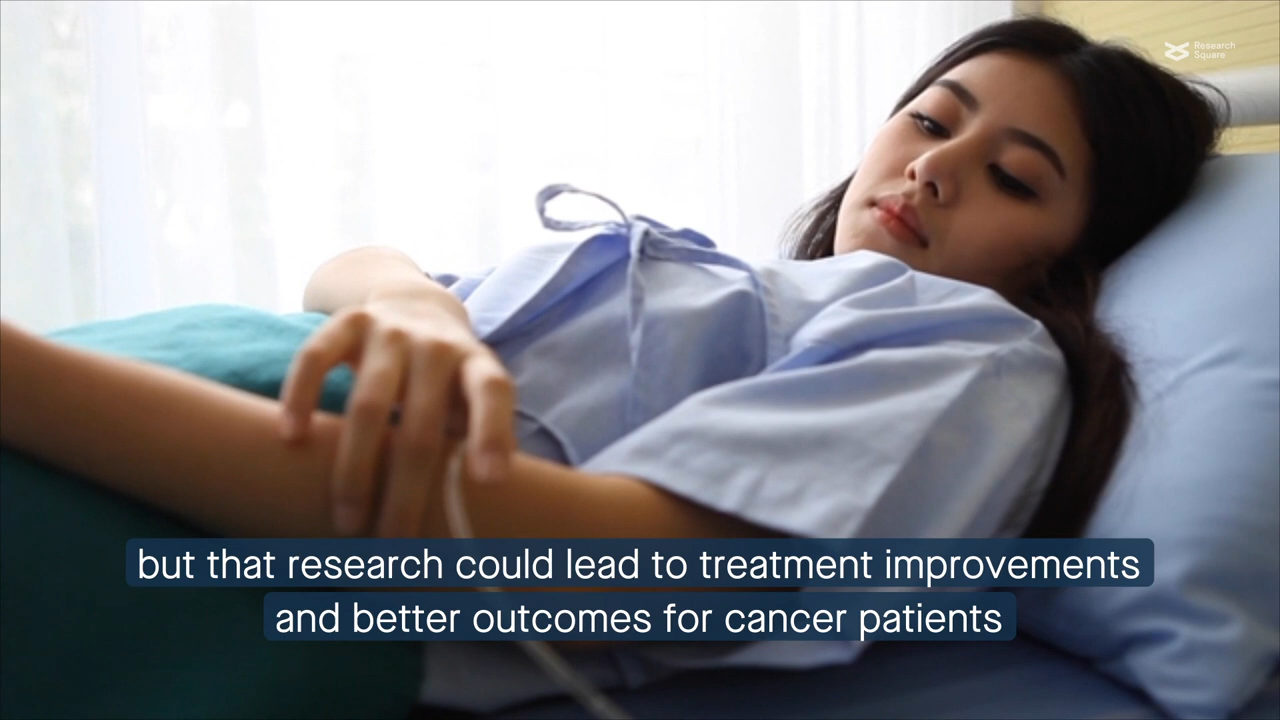 Research
Square
but that research could lead to treatment improvements
and better outcomes for cancer patients